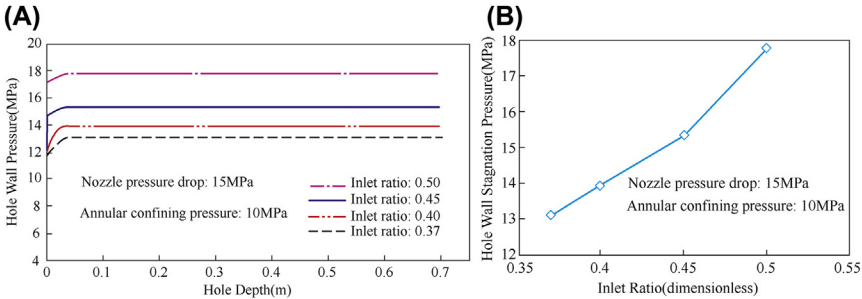 (A)
Hole Wall Pressure(MPa)
20
18
16
14
12
10
8
6
4
0
0.1
0.2
0.3
0.4
0.5
0.6
0.7
Hole Depth(m)
Nozzle pressure drop: 15MPa
Annular confining pressure: 10MPa
Inlet ratio: 0.50
Inlet ratio: 0.45
Inlet ratio: 0.40
Inlet ratio: 0.37
(B)
Hole Wall Stagnation Pressure(MPa)
18
17
16
15
14
13
12
0.35
0.4
0.45
0.5
0.55
Inlet Ratio(dimensionless)
Nozzle pressure drop: 15MPa
Annular confining pressure: 10MPa